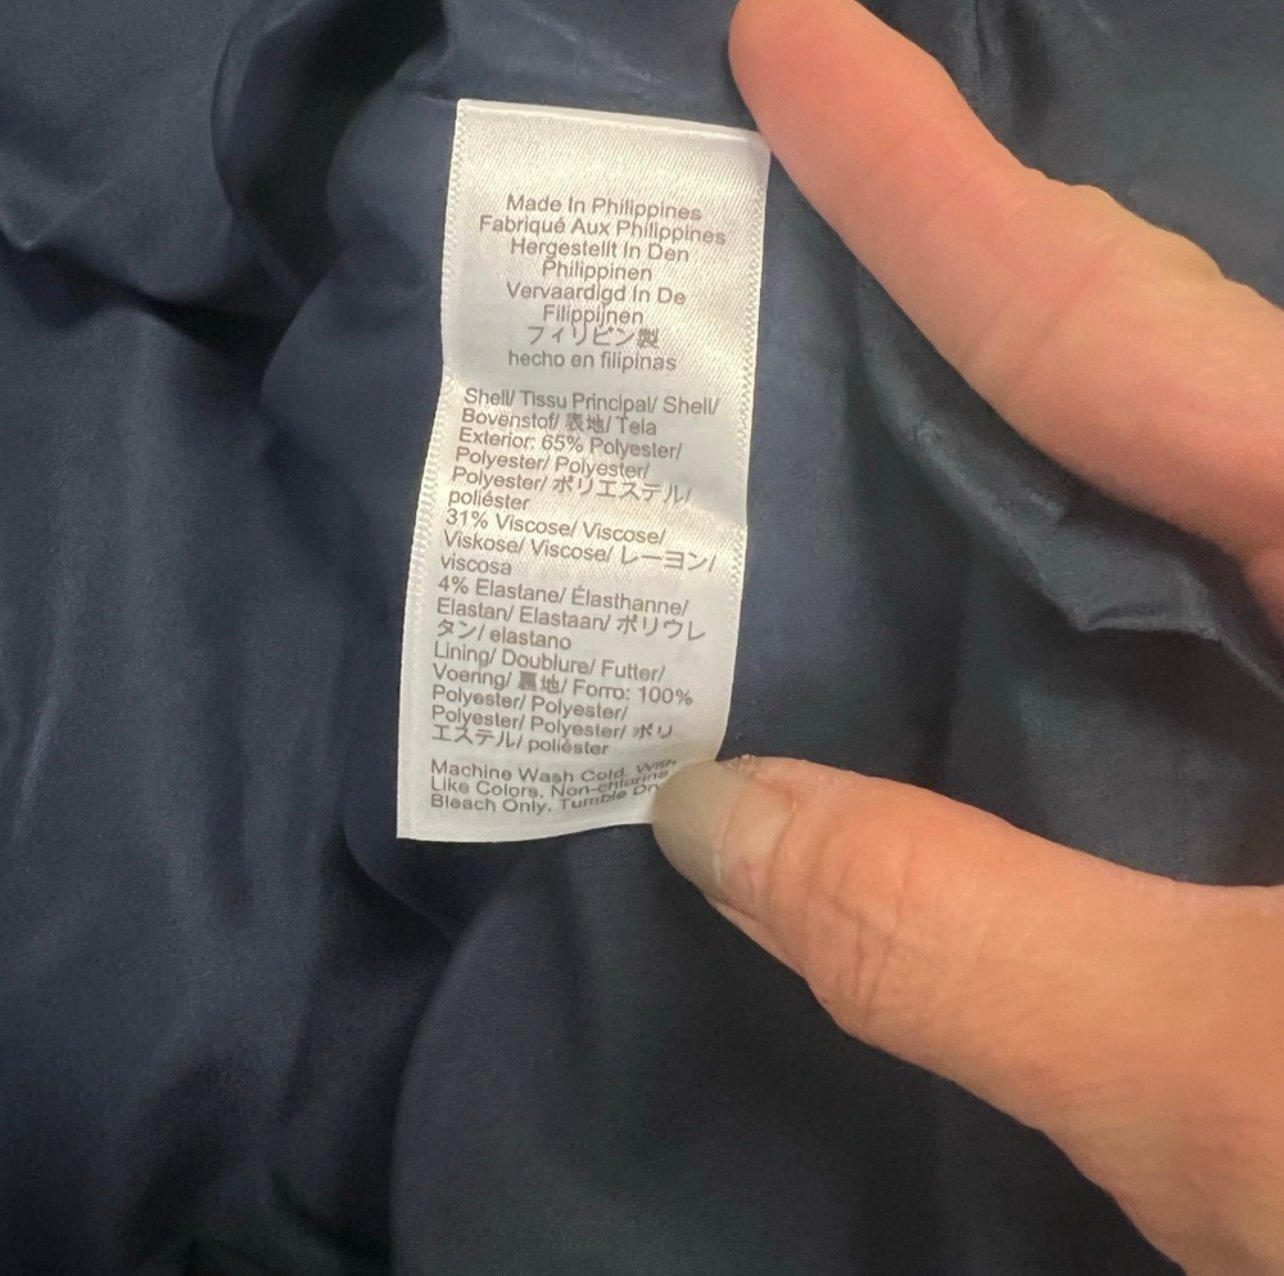 Made In Philippines
Fabriqué Aux Philippines
Hergestellt In Den
Philippinen
Vervaardigd In De
Filippijnen
フィリピン製
hecho en filipinas
Shell/ Tissu Principal/ Shell/
Bovenstof/ 表地/ Tela
Exterior: 65% Polyester/
Polyester/ Polyester/
Polyester/ ポリエステル/
poliéster
31% Viscose/ Viscose/
Viskose/ Viscose/ レーヨン/
viscosa
4% Elastane/ Élasthanne/
Elastan/ Elastaan/ ポリウレ
タン/ elastano
Lining/ Doublure/ Futter/
Voering/ 裏地/ Forro: 100%
Polyester/ Polyester/
Polyester/ Polyester/ ポリ
エステル/ poliéster
Machine Wash Cold. With
Like Colors. Non-chlorine
Bleach Only. Tumble